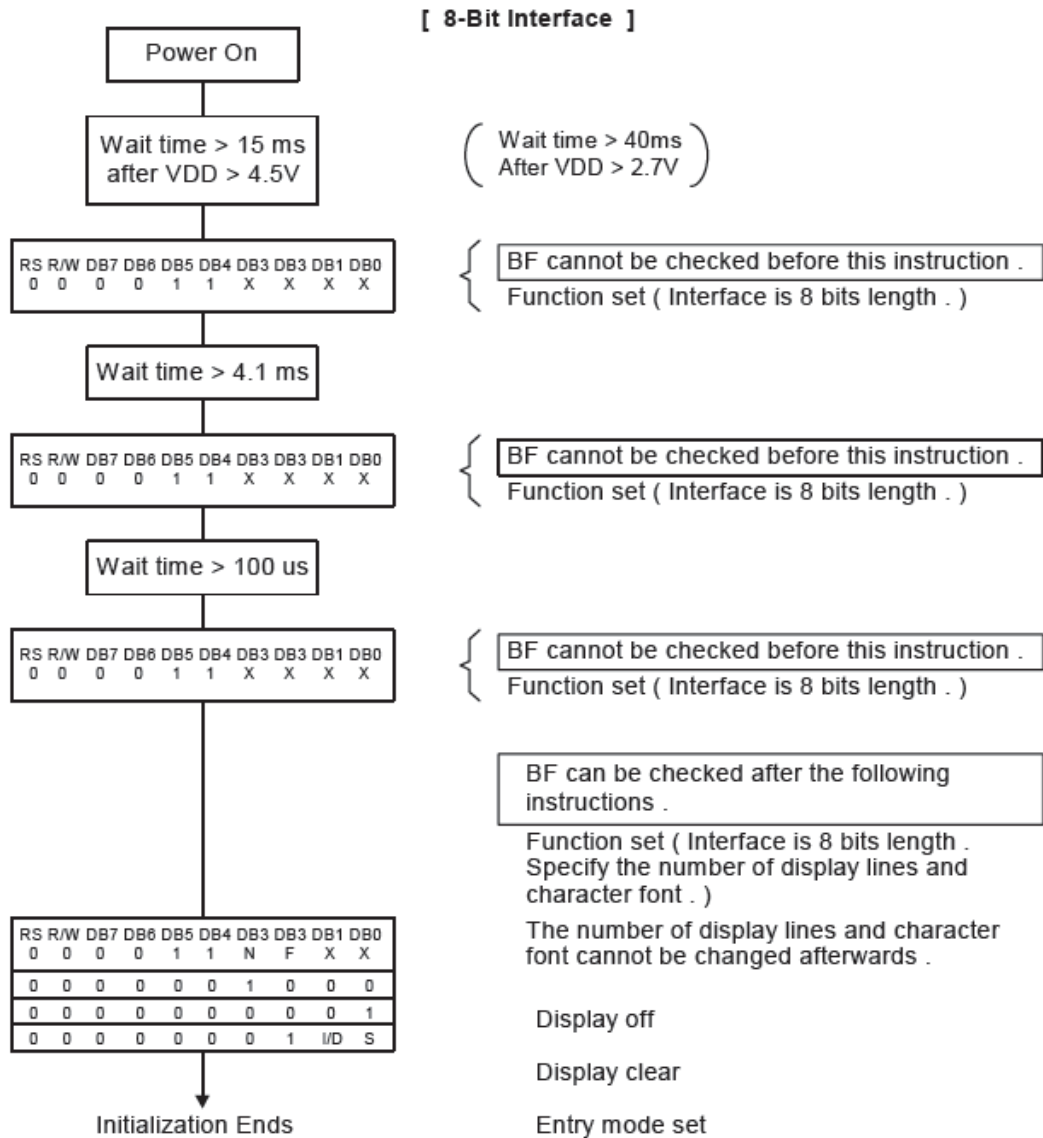 [ 8-Bit Interface ]
Power On
Wait time > 15 ms
after VDD > 4.5V
Wait time > 40ms
After VDD > 2.7V
RS R/W DB7 DB6 DB5 DB4 DB3 DB3 DB1 DB0
0 0 0 0 1 1 X X X X
BF cannot be checked before this instruction .
Function set ( Interface is 8 bits length . )
Wait time > 4.1 ms
RS R/W DB7 DB6 DB5 DB4 DB3 DB3 DB1 DB0
0 0 0 0 1 1 X X X X
BF cannot be checked before this instruction .
Function set ( Interface is 8 bits length . )
Wait time > 100 us
RS R/W DB7 DB6 DB5 DB4 DB3 DB3 DB1 DB0
0 0 0 0 1 1 X X X X
BF cannot be checked before this instruction .
Function set ( Interface is 8 bits length . )
BF can be checked after the following
instructions .
Function set ( Interface is 8 bits length .
Specify the number of display lines and
character font . )
The number of display lines and character
font cannot be changed afterwards .
RS R/W DB7 DB6 DB5 DB4 DB3 DB3 DB1 DB0
0 0 0 0 1 1 N F X X
0 0 0 0 0 0 1 0 0 0
0 0 0 0 0 0 0 0 0 1
0 0 0 0 0 0 0 1 I/D S
Display off
Display clear
Initialization Ends
Entry mode set